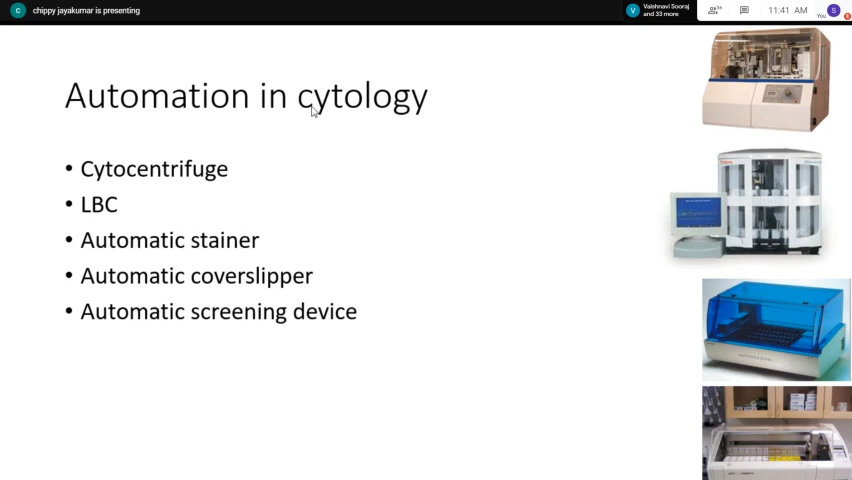 c chippy jayakumar is presenting
V Vaishnavi Sooraj
and 33 more
36
11:41 AM
You
S
Automation in cytology
• Cytocentrifuge
• LBC
• Automatic stainer
• Automatic coverslipper
• Automatic screening device